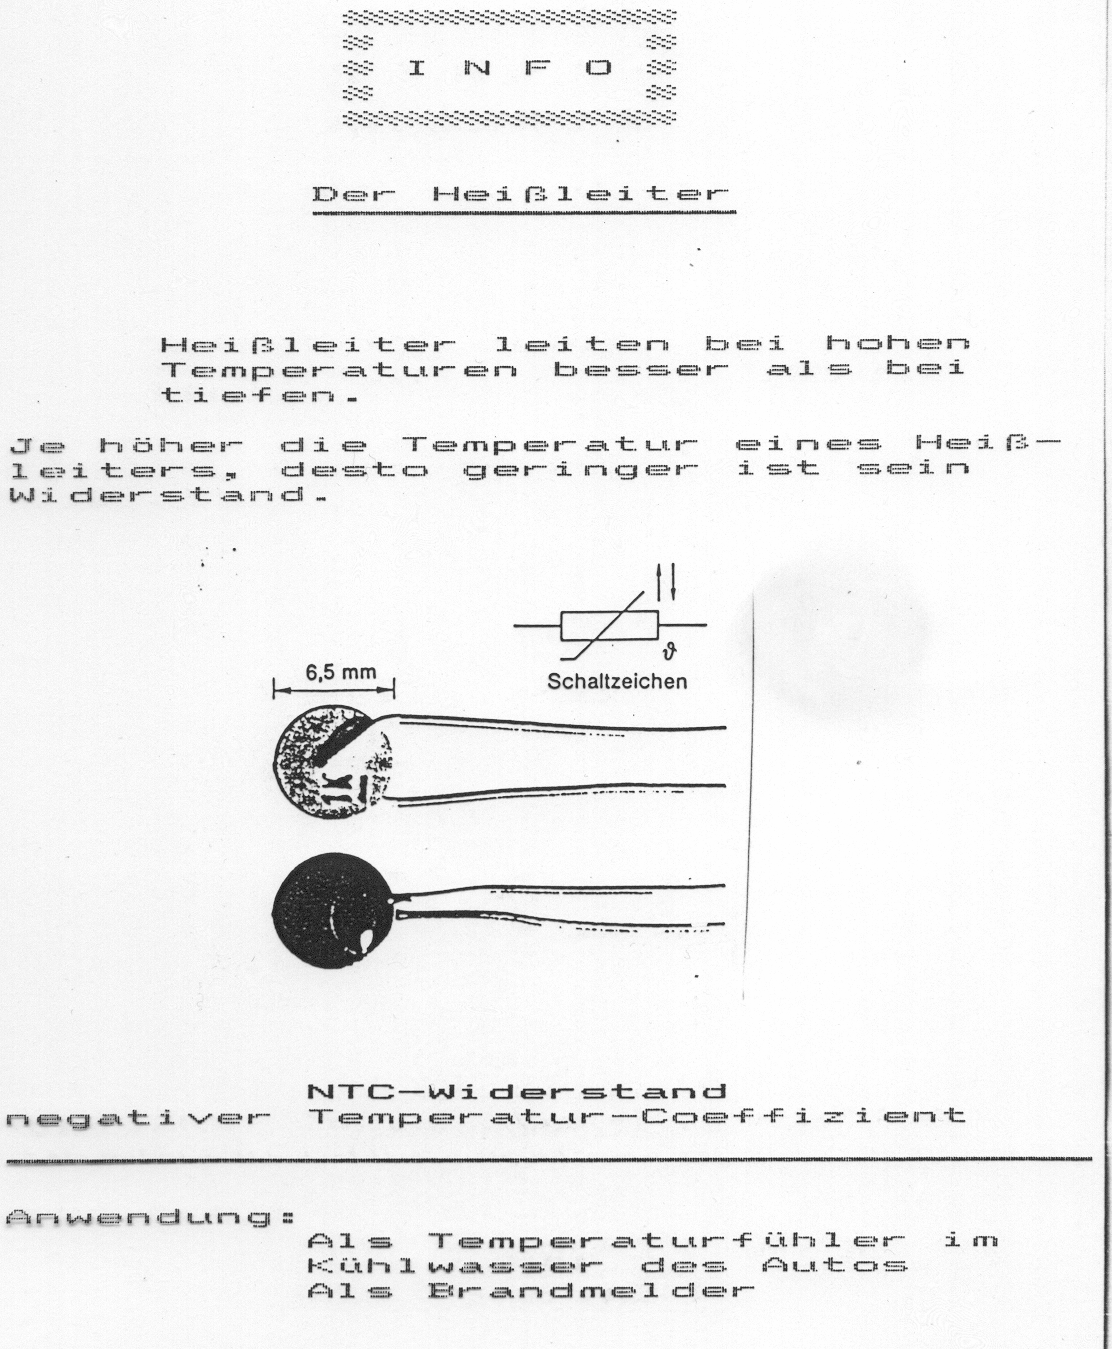 I N F O
Der Heißleiter
Heißleiter leiten bei hohen
Temperaturen besser als bei
tiefen.
Je höher die Temperatur eines Heiß-
leiters, desto geringer ist sein
Widerstand.
ϑ
Schaltzeichen
6,5 mm
1K
NTC-Widerstand
negativer Temperatur-Coeffizient
Anwendung:
Als Temperaturfühler im
Kühlwasser des Autos
Als Brandmelder